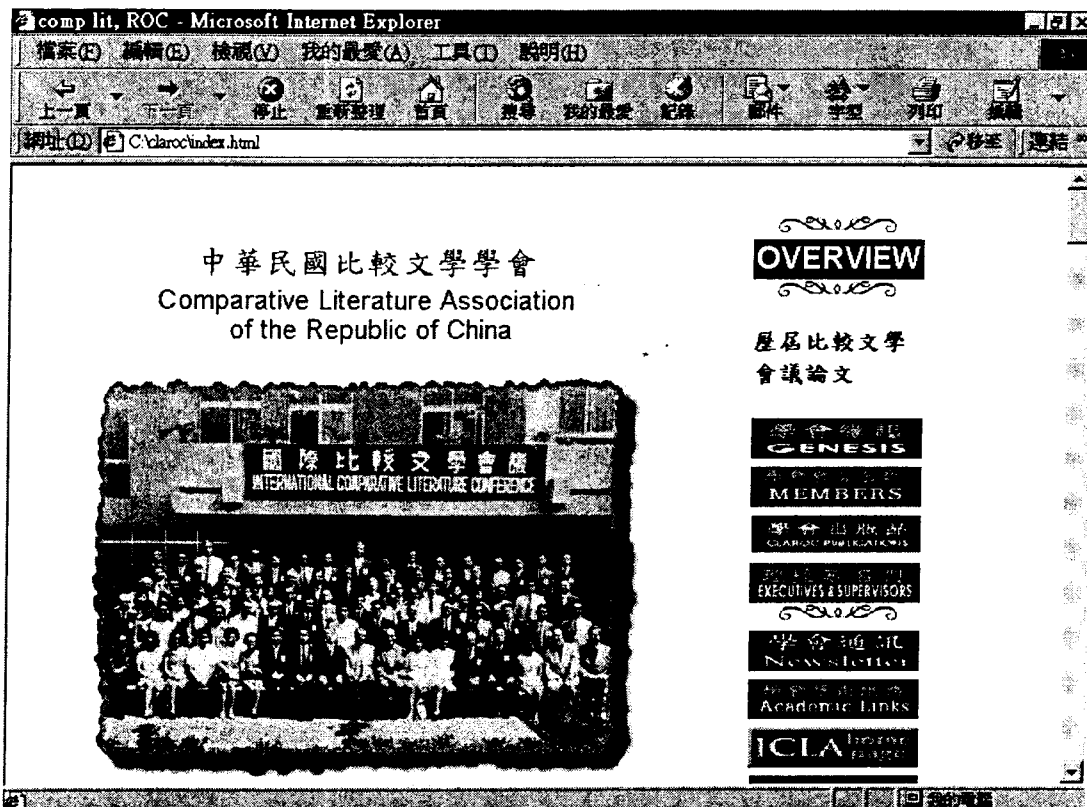 comp lit, ROC - Microsoft Internet Explorer
檔案(F) 編輯(E) 檢視(V) 我的最愛(A) 工具(T) 說明(H)
上一頁 下一頁 停止 重新整理 首頁 搜尋 我的最愛 記錄 郵件 字型 列印 編輯
網址(D) C:\claroc\index.html 移至 連結 »
中華民國比較文學學會
Comparative Literature Association
of the Republic of China
國際比較文學會議
INTERNATIONAL COMPARATIVE LITERATURE CONFERENCE
OVERVIEW
歷屆比較文學
會議論文
學會緣起
GENESIS
MEMBERS
學會出版品
CLAROC PUBLICATIONS
EXECUTIVES & SUPERVISORS
學會通訊
Newsletter
Academic Links
ICLA
我的電腦